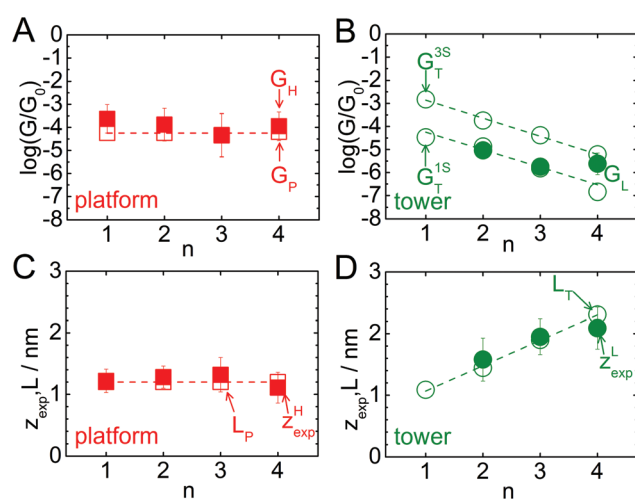 A
log(G/G₀)
0
-1
-2
-3
-4
-5
-6
-7
-8
G_H
G_P
platform
1 2 3 4
n
B
log(G/G₀)
0
-1
-2
-3
-4
-5
-6
-7
-8
G_T^3S
G_T^1S
G_L
tower
1 2 3 4
n
C
z_exp,L / nm
3
2
1
0
L_P
z_exp^H
platform
1 2 3 4
n
D
z_exp,L / nm
3
2
1
0
L_T
z_exp^L
tower
1 2 3 4
n